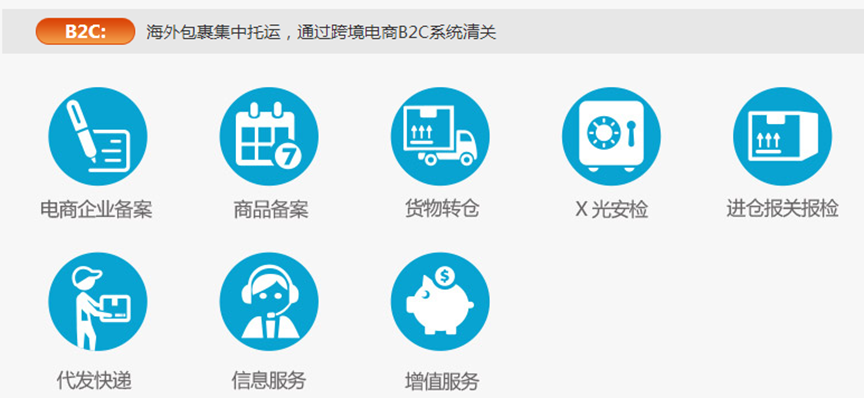 B2C: 海外包裹集中托运，通过跨境电商B2C系统清关
7
电商企业备案 商品备案 货物转仓 X 光安检 进仓报关报检
$
代发快递 信息服务 增值服务